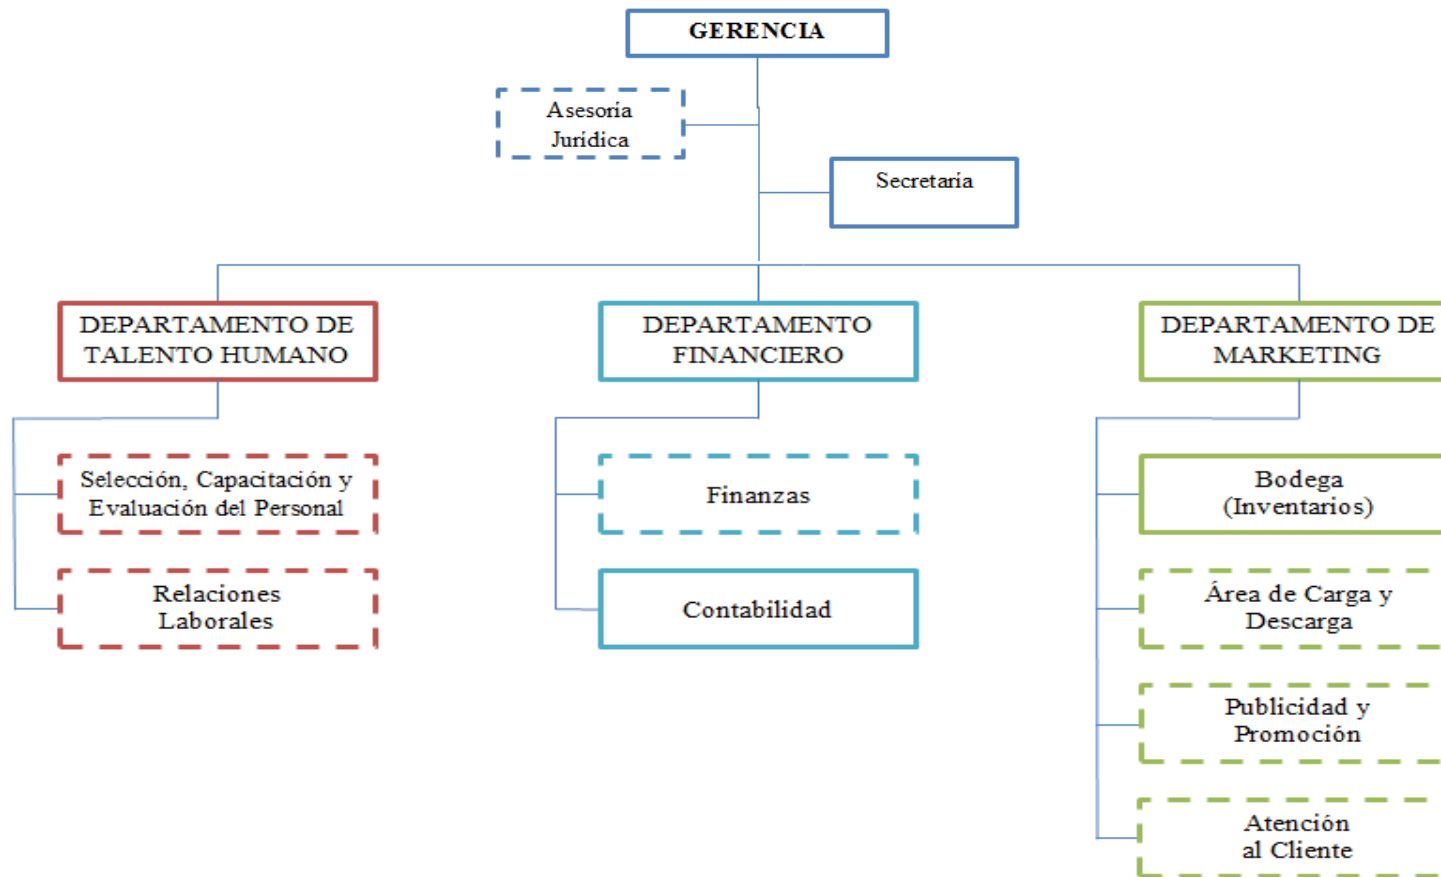 GERENCIA
Asesoría
Jurídica
Secretaría
DEPARTAMENTO DE
TALENTO HUMANO
DEPARTAMENTO
FINANCIERO
DEPARTAMENTO DE
MARKETING
Selección, Capacitación y
Evaluación del Personal
Relaciones
Laborales
Finanzas
Contabilidad
Bodega
(Inventarios)
Área de Carga y
Descarga
Publicidad y
Promoción
Atención
al Cliente